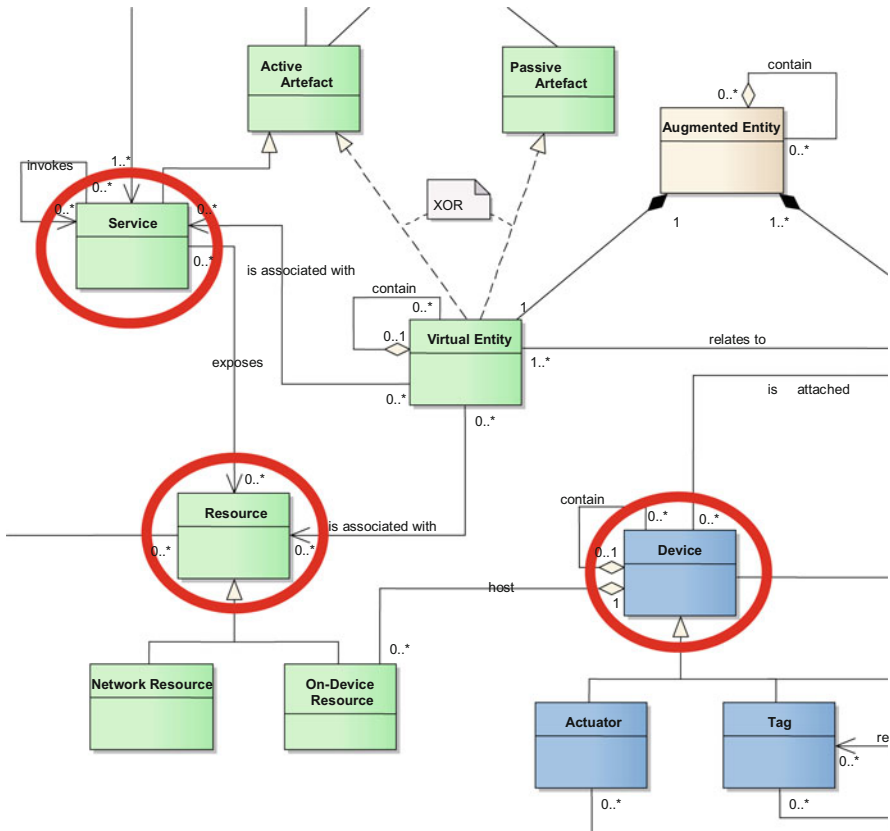 Active
Artefact
Passive
Artefact
contain
0..*
Augmented Entity
0..*
invokes
1..*
0..*
0..*
0..*
Service
0..*
XOR
1
1..*
is associated with
contain
0..*
1
0..1
Virtual Entity
relates to
exposes
1..*
0..*
0..*
is attached
0..*
contain
Resource
0..*
0..*
is associated with
0..*
0..*
0..1
Device
host
1
0..*
Network Resource
On-Device
Resource
Actuator
Tag
re
0..*
0..*
0..*